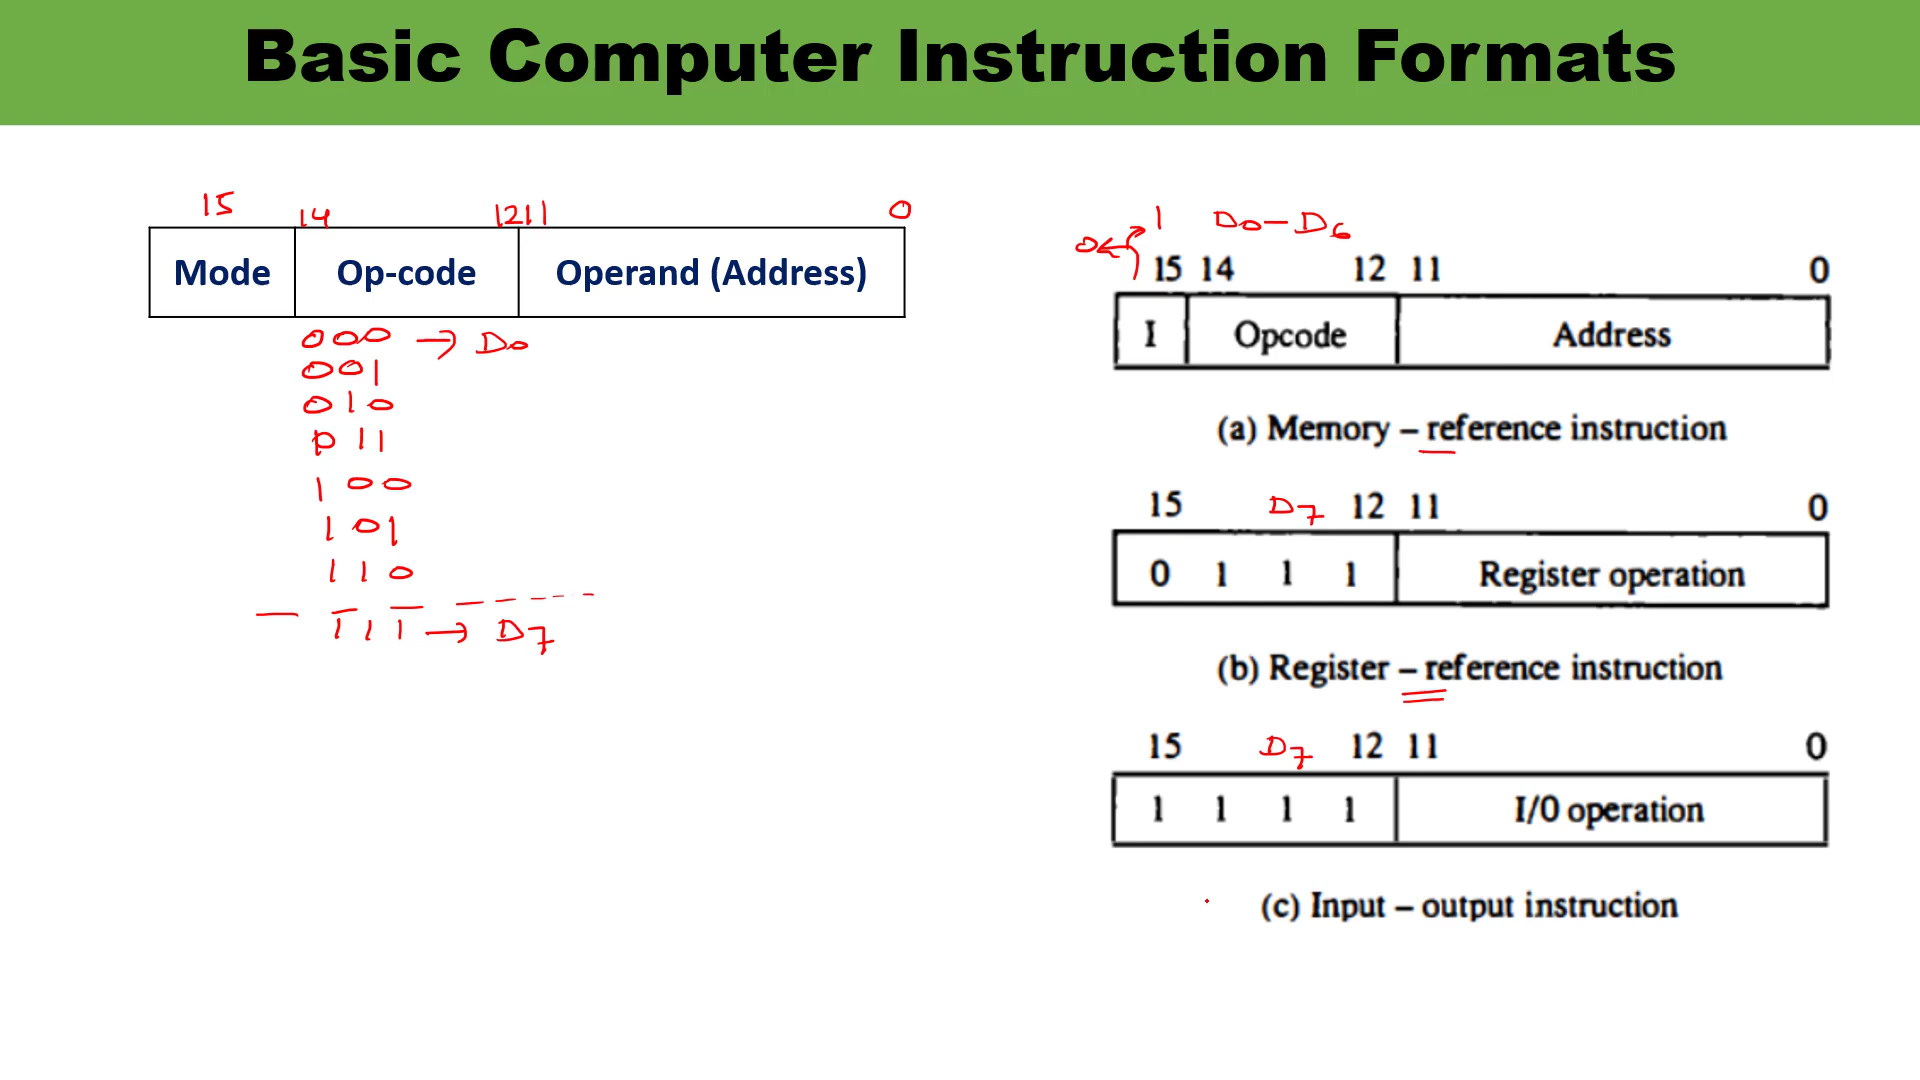 Basic Computer Instruction Formats
15 14 1211 0
Mode Op-code Operand (Address)
000 → D0
001
010
011
100
101
110
111 → D7
0 1 D0 – D6
15 14 12 11 0
I Opcode Address
(a) Memory – reference instruction
15 D7 12 11 0
0 1 1 1 Register operation
(b) Register – reference instruction
15 D7 12 11 0
1 1 1 1 I/0 operation
(c) Input – output instruction